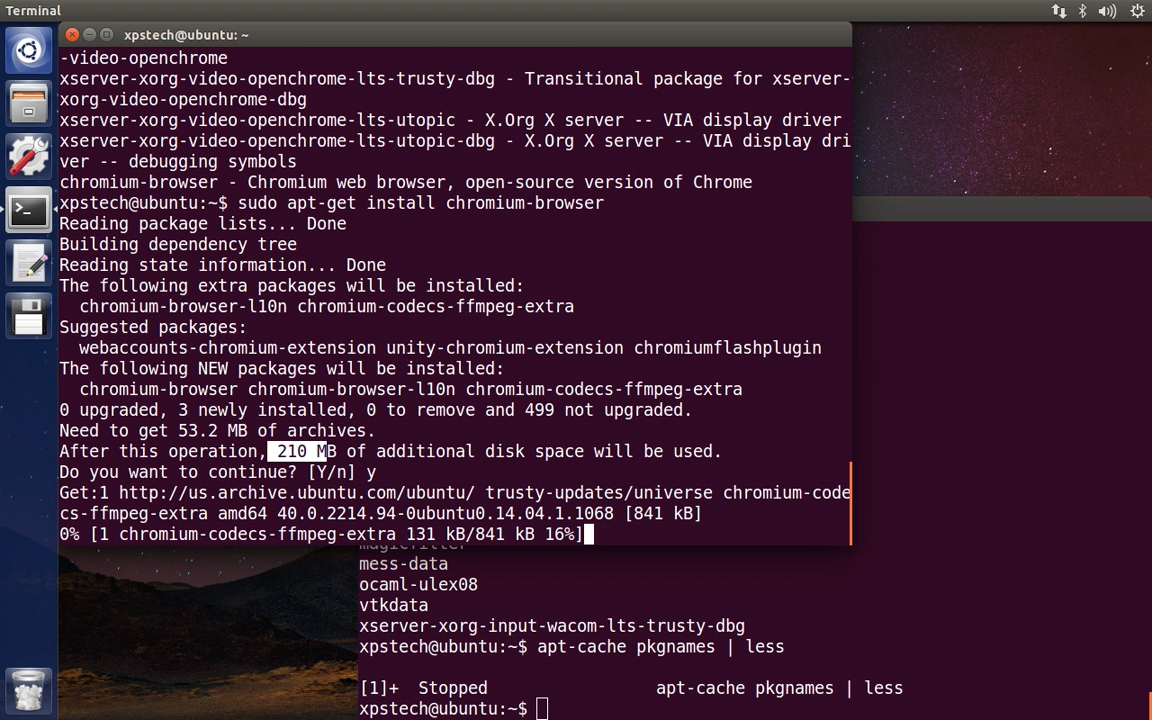 Terminal
xpstech@ubuntu: ~
-video-openchrome
xserver-xorg-video-openchrome-lts-trusty-dbg - Transitional package for xserver-
xorg-video-openchrome-dbg
xserver-xorg-video-openchrome-lts-utopic - X.Org X server -- VIA display driver
xserver-xorg-video-openchrome-lts-utopic-dbg - X.Org X server -- VIA display dri
ver -- debugging symbols
chromium-browser - Chromium web browser, open-source version of Chrome
xpstech@ubuntu:~$ sudo apt-get install chromium-browser
Reading package lists... Done
Building dependency tree
Reading state information... Done
The following extra packages will be installed:
  chromium-browser-l10n chromium-codecs-ffmpeg-extra
Suggested packages:
  webaccounts-chromium-extension unity-chromium-extension chromiumflashplugin
The following NEW packages will be installed:
  chromium-browser chromium-browser-l10n chromium-codecs-ffmpeg-extra
0 upgraded, 3 newly installed, 0 to remove and 499 not upgraded.
Need to get 53.2 MB of archives.
After this operation, 210 MB of additional disk space will be used.
Do you want to continue? [Y/n] y
Get:1 http://us.archive.ubuntu.com/ubuntu/ trusty-updates/universe chromium-code
cs-ffmpeg-extra amd64 40.0.2214.94-0ubuntu0.14.04.1.1068 [841 kB]
0% [1 chromium-codecs-ffmpeg-extra 131 kB/841 kB 16%]
mess-data
ocaml-ulex08
vtkdata
xserver-xorg-input-wacom-lts-trusty-dbg
xpstech@ubuntu:~$ apt-cache pkgnames | less
[1]+  Stopped                 apt-cache pkgnames | less
xpstech@ubuntu:~$